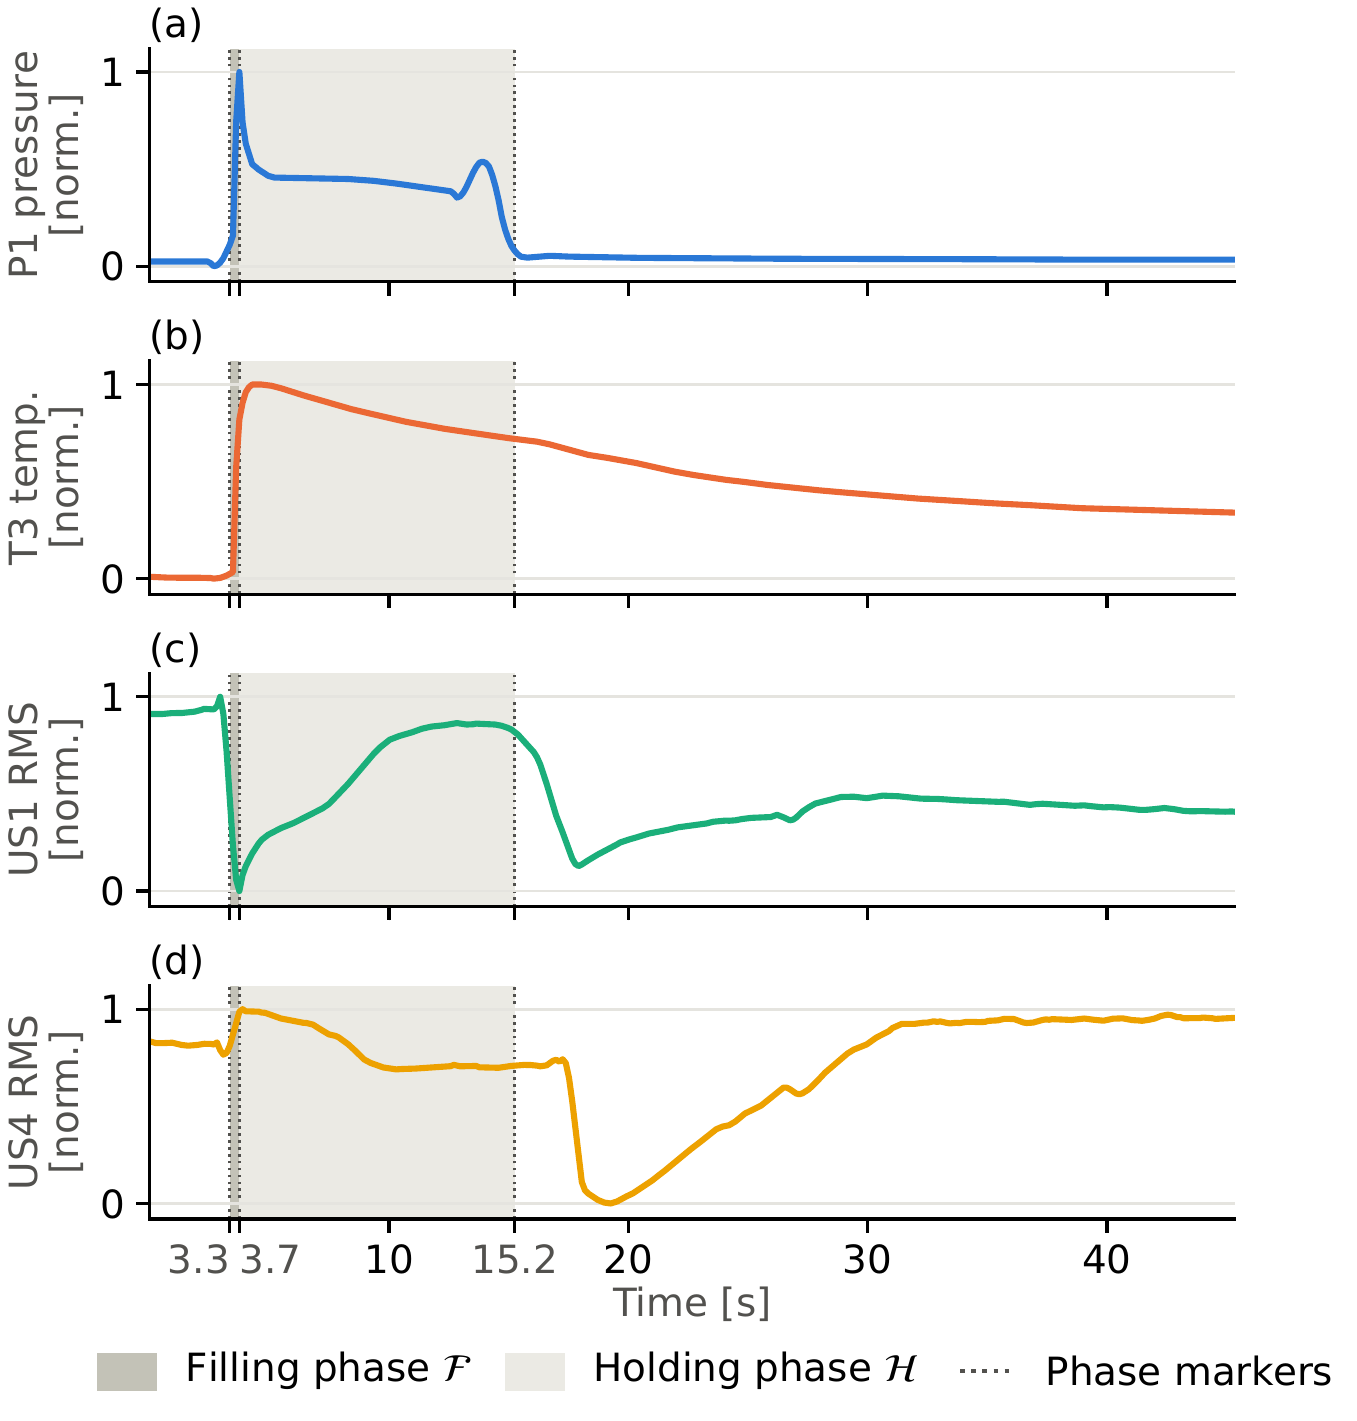 (a)
P1 pressure
[norm.]
1
0
(b)
T3 temp.
[norm.]
1
0
(c)
US1 RMS
[norm.]
1
0
(d)
US4 RMS
[norm.]
1
0
3.3 3.7 10 15.2 20 30 40
Time [s]
Filling phase ℱ Holding phase ℋ Phase markers